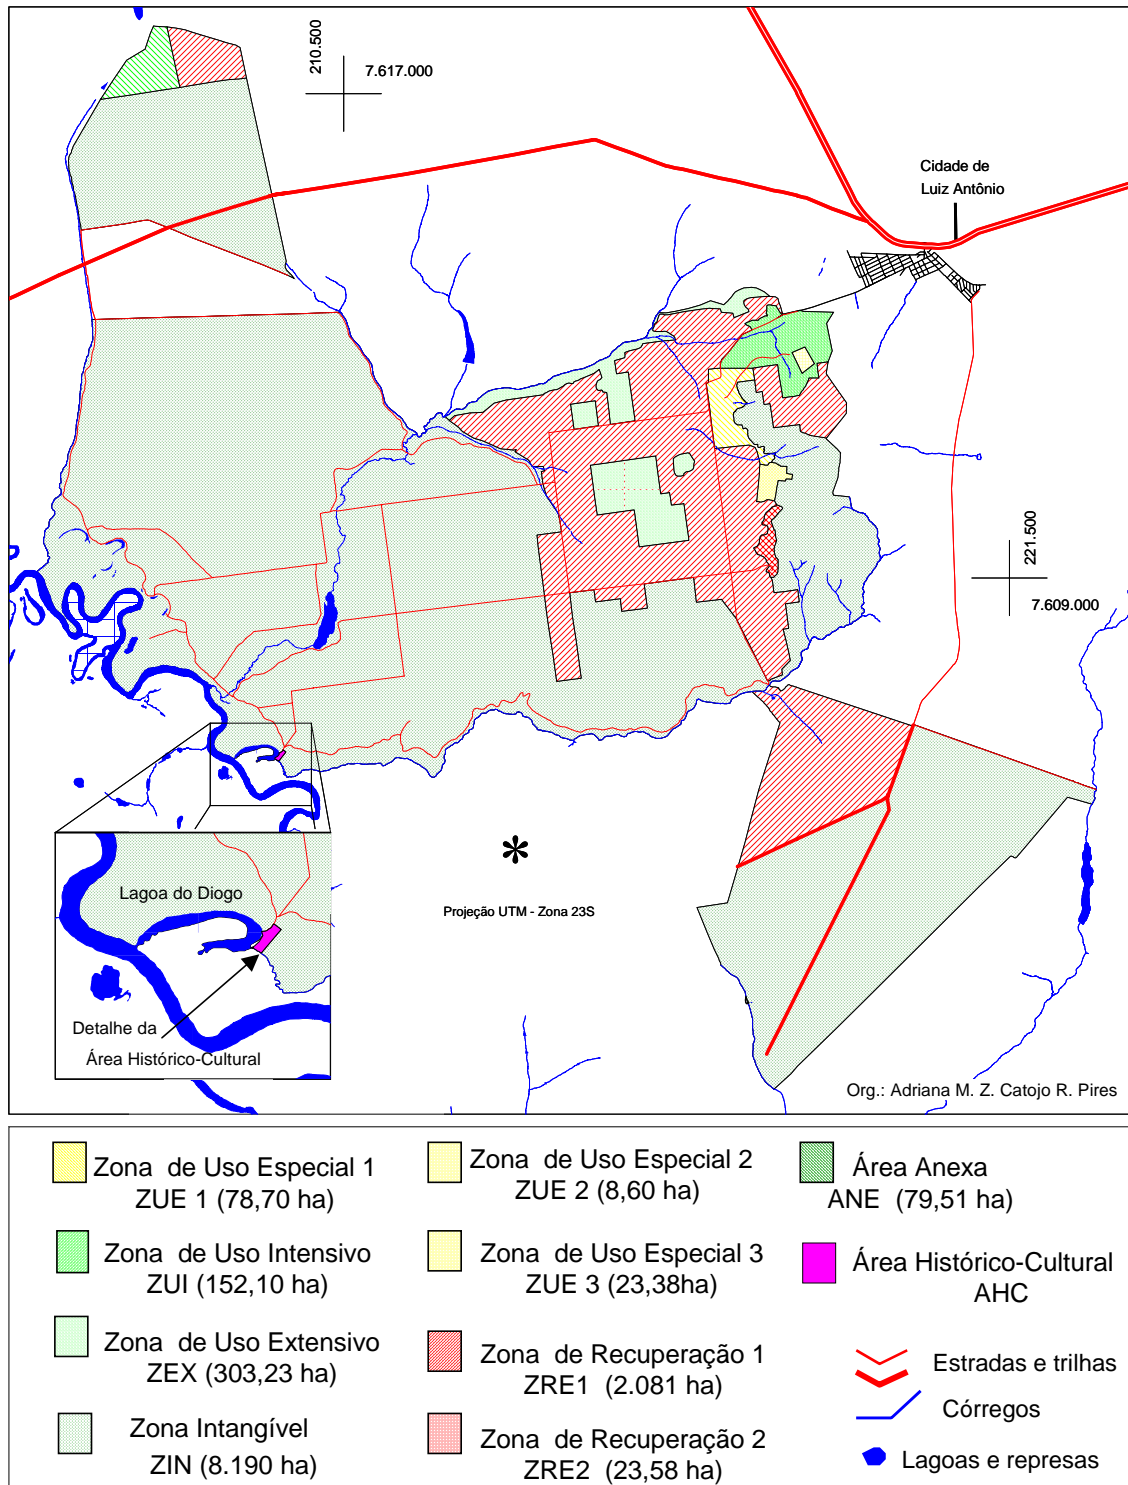 210.500
7.617.000
Cidade de
Luiz Antônio
221.500
7.609.000
*
Projeção UTM - Zona 23S
Lagoa do Diogo
Detalhe da
Área Histórico-Cultural
Org.: Adriana M. Z. Catojo R. Pires
Zona de Uso Especial 1
ZUE 1 (78,70 ha)
Zona de Uso Especial 2
ZUE 2 (8,60 ha)
Área Anexa
ANE (79,51 ha)
Zona de Uso Intensivo
ZUI (152,10 ha)
Zona de Uso Especial 3
ZUE 3 (23,38ha)
Área Histórico-Cultural
AHC
Zona de Uso Extensivo
ZEX (303,23 ha)
Zona de Recuperação 1
ZRE1 (2.081 ha)
Estradas e trilhas
Córregos
Zona Intangível
ZIN (8.190 ha)
Zona de Recuperação 2
ZRE2 (23,58 ha)
Lagoas e represas